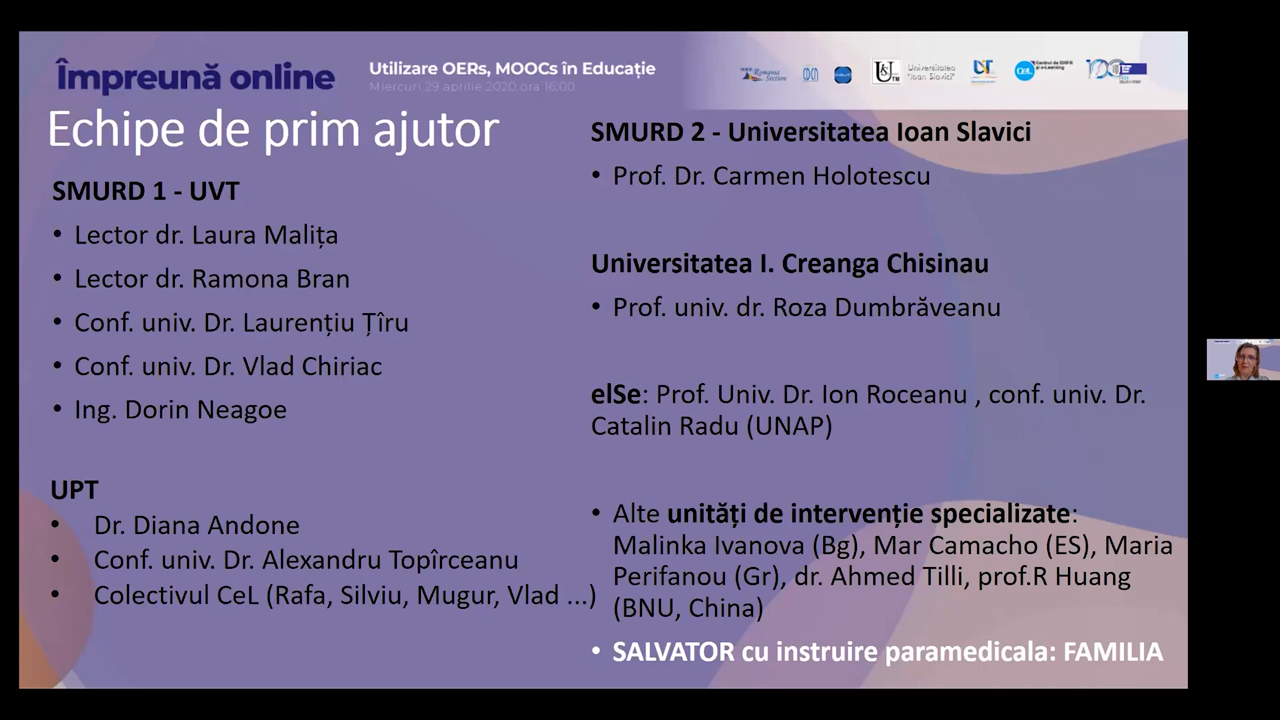 Împreună online
Utilizare OERs, MOOCs în Educație
Miercuri 29 aprilie 2020 ora 16:00
Universitatea
"Ioan Slavici"
Echipe de prim ajutor
SMURD 1 - UVT
• Lector dr. Laura Malița
• Lector dr. Ramona Bran
• Conf. univ. Dr. Laurențiu Țîru
• Conf. univ. Dr. Vlad Chiriac
• Ing. Dorin Neagoe
UPT
• Dr. Diana Andone
• Conf. univ. Dr. Alexandru Topîrceanu
• Colectivul CeL (Rafa, Silviu, Mugur, Vlad ...)
SMURD 2 - Universitatea Ioan Slavici
• Prof. Dr. Carmen Holotescu
Universitatea I. Creanga Chisinau
• Prof. univ. dr. Roza Dumbrăveanu
elSe: Prof. Univ. Dr. Ion Roceanu , conf. univ. Dr.
Catalin Radu (UNAP)
• Alte unități de intervenție specializate:
Malinka Ivanova (Bg), Mar Camacho (ES), Maria
Perifanou (Gr), dr. Ahmed Tilli, prof.R Huang
(BNU, China)
• SALVATOR cu instruire paramedicala: FAMILIA